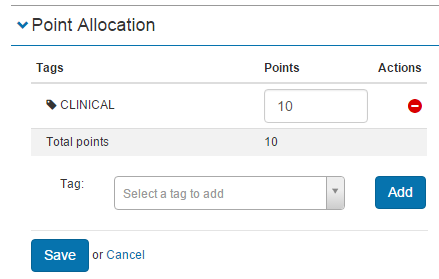 Point Allocation
Tags Points Actions
CLINICAL 10
Total points 10
Tag: Select a tag to add Add
Save or Cancel